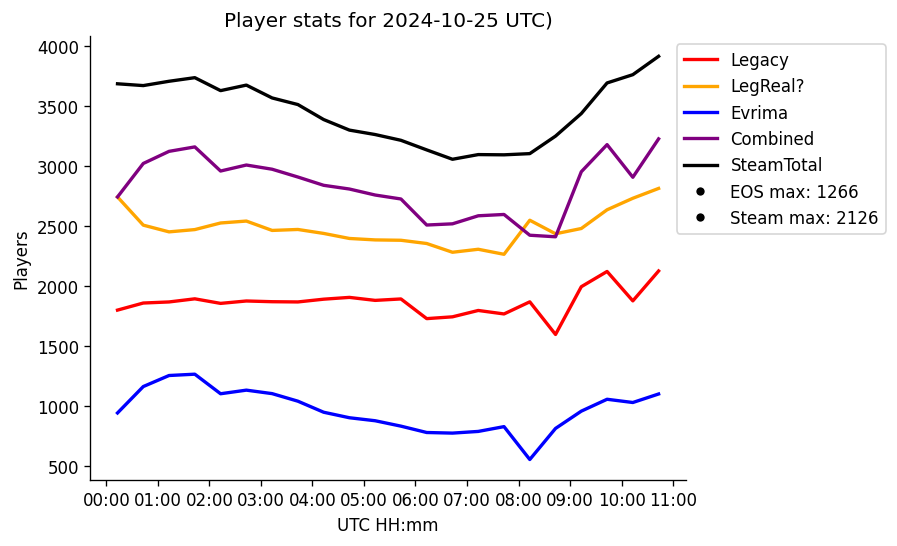 Player stats for 2024-10-25 UTC)
4000
3500
3000
2500
2000
1500
1000
500
Players
00:00 01:00 02:00 03:00 04:00 05:00 06:00 07:00 08:00 09:00 10:00 11:00
UTC HH:mm
Legacy
LegReal?
Evrima
Combined
SteamTotal
EOS max: 1266
Steam max: 2126